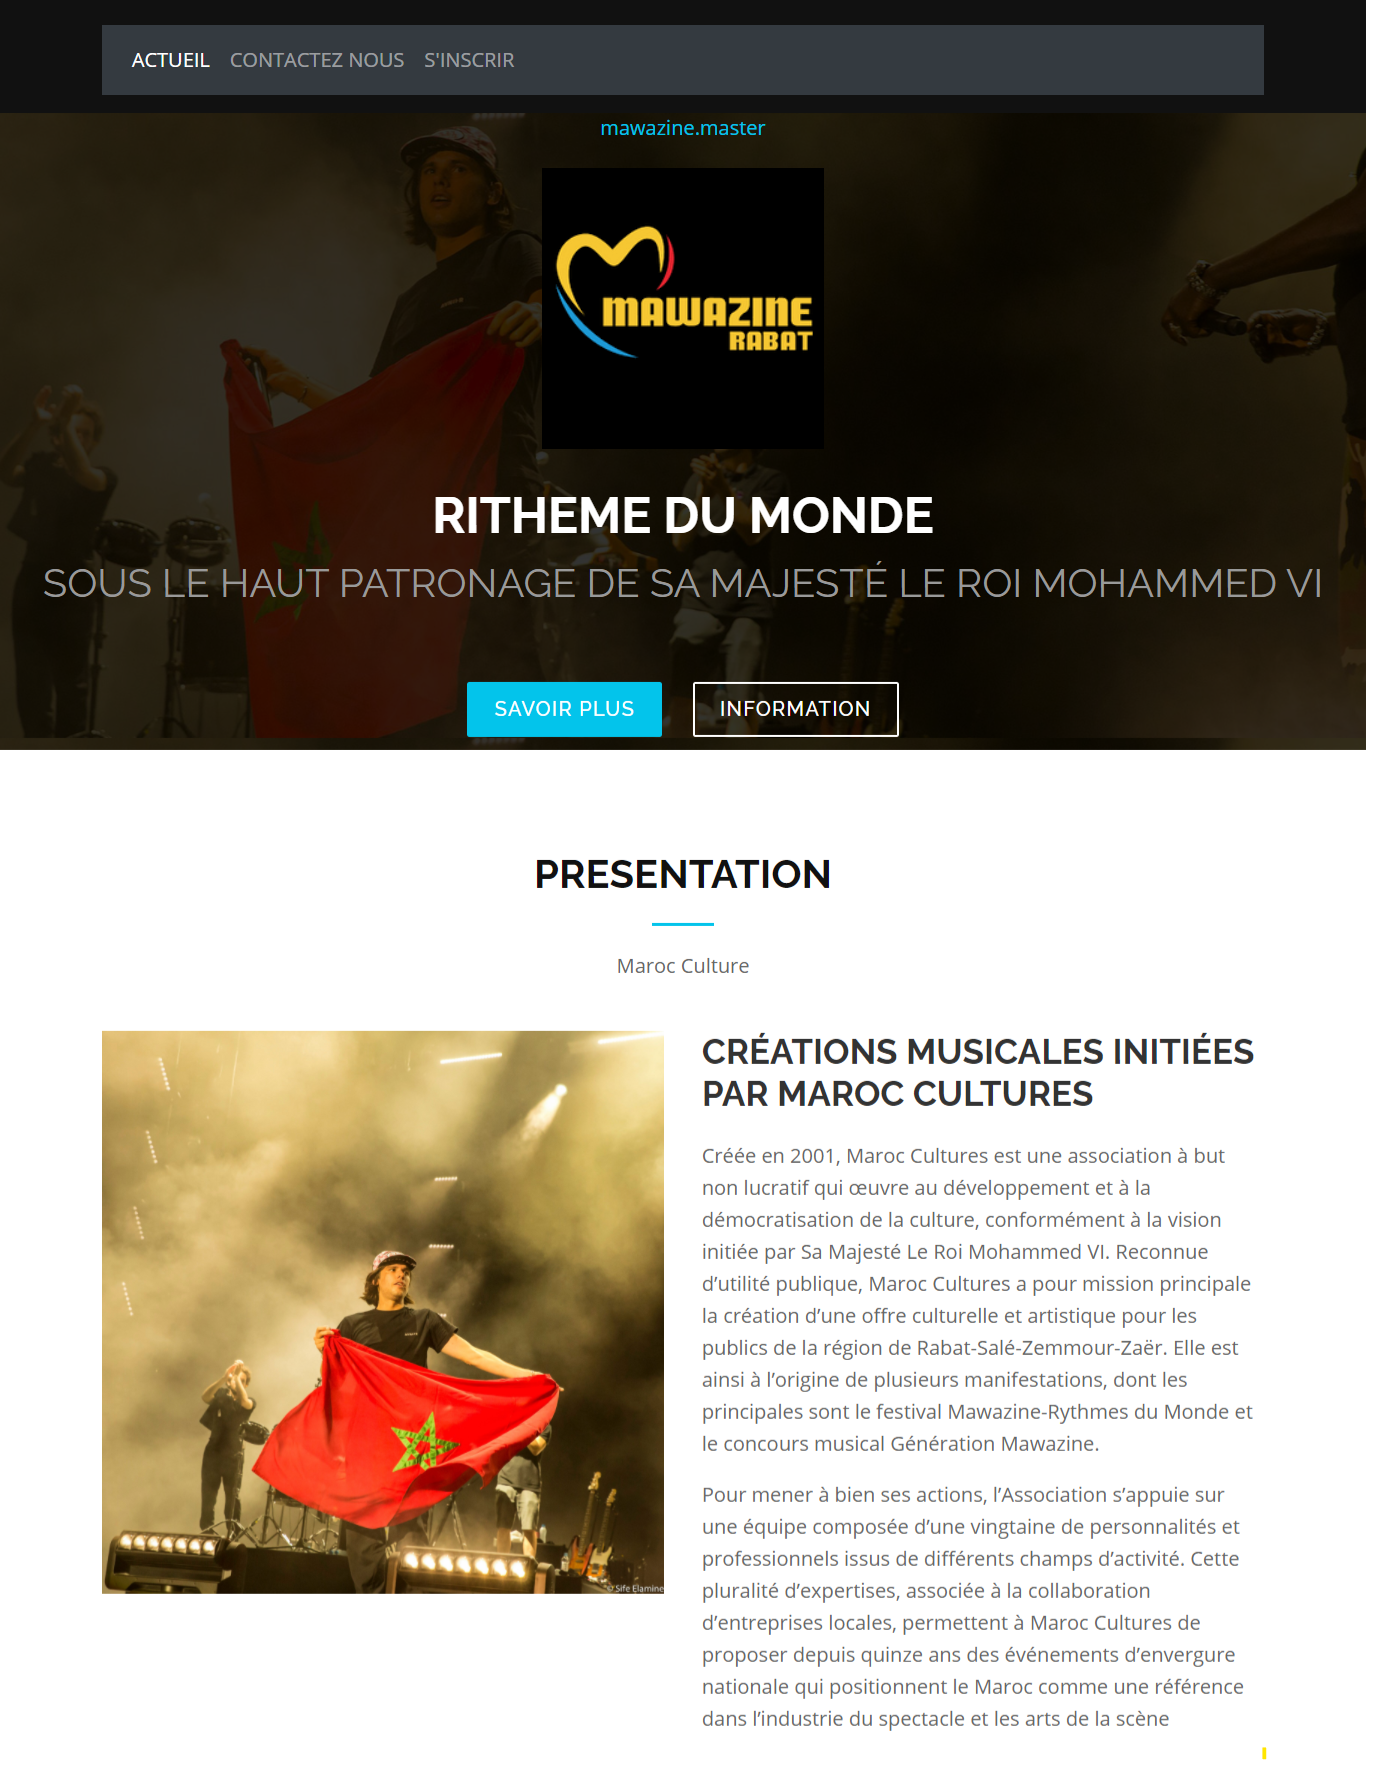 ACTUEIL CONTACTEZ NOUS S'INSCRIR
mawazine.master
MAWAZINE
RABAT
RITHEME DU MONDE
SOUS LE HAUT PATRONAGE DE SA MAJESTÉ LE ROI MOHAMMED VI
SAVOIR PLUS INFORMATION
PRESENTATION
Maroc Culture
CRÉATIONS MUSICALES INITIÉES
PAR MAROC CULTURES
Créée en 2001, Maroc Cultures est une association à but
non lucratif qui œuvre au développement et à la
démocratisation de la culture, conformément à la vision
initiée par Sa Majesté Le Roi Mohammed VI. Reconnue
d’utilité publique, Maroc Cultures a pour mission principale
la création d’une offre culturelle et artistique pour les
publics de la région de Rabat-Salé-Zemmour-Zaër. Elle est
ainsi à l’origine de plusieurs manifestations, dont les
principales sont le festival Mawazine-Rythmes du Monde et
le concours musical Génération Mawazine.
Pour mener à bien ses actions, l’Association s’appuie sur
une équipe composée d’une vingtaine de personnalités et
professionnels issus de différents champs d’activité. Cette
pluralité d’expertises, associée à la collaboration
d’entreprises locales, permettent à Maroc Cultures de
proposer depuis quinze ans des événements d’envergure
nationale qui positionnent le Maroc comme une référence
dans l’industrie du spectacle et les arts de la scène
© Sife Elamine